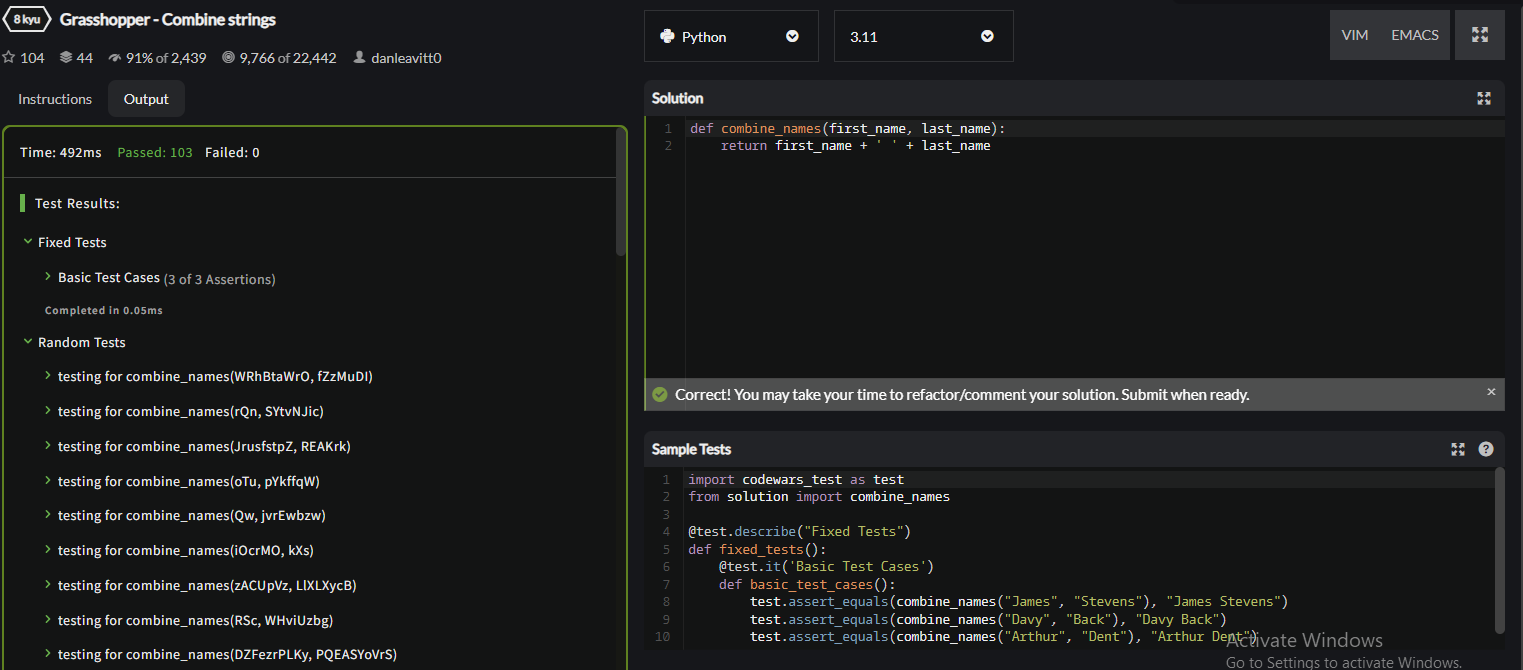 8 kyu Grasshopper - Combine strings
104 44 91% of 2,439 9,766 of 22,442 danleavitt0
Instructions Output
Time: 492ms Passed: 103 Failed: 0
Test Results:
Fixed Tests
Basic Test Cases (3 of 3 Assertions)
Completed in 0.05ms
Random Tests
testing for combine_names(WRhBtaWrO, fZzMuDI)
testing for combine_names(rQn, SYtvNJic)
testing for combine_names(JrusfstpZ, REAKrk)
testing for combine_names(oTu, pYkffqW)
testing for combine_names(Qw, jvrEwbzw)
testing for combine_names(iOcrMO, kXs)
testing for combine_names(zACUpVz, LlXLXycB)
testing for combine_names(RSc, WHviUzbg)
testing for combine_names(DZFezrPLKy, PQEASYoVrS)
Python 3.11 VIM EMACS
Solution
1 def combine_names(first_name, last_name):
2     return first_name + ' ' + last_name
Correct! You may take your time to refactor/comment your solution. Submit when ready. ×
Sample Tests ?
1 import codewars_test as test
2 from solution import combine_names
3
4 @test.describe("Fixed Tests")
5 def fixed_tests():
6     @test.it('Basic Test Cases')
7     def basic_test_cases():
8         test.assert_equals(combine_names("James", "Stevens"), "James Stevens")
9         test.assert_equals(combine_names("Davy", "Back"), "Davy Back")
10         test.assert_equals(combine_names("Arthur", "Dent"), "Arthur Dent")
Activate Windows
Go to Settings to activate Windows.